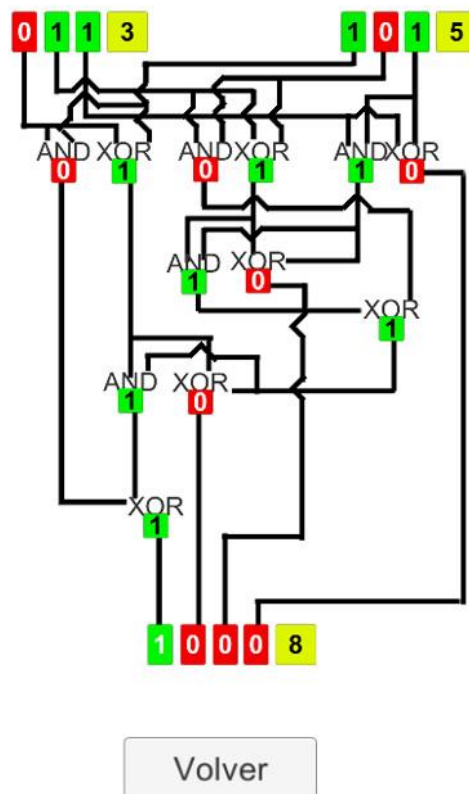 0 1 1 3 1 0 1 5
AND XOR AND XOR AND XOR
0 1 0 1 1 0
AND XOR
1 0
XOR
1
AND XOR
1 0
XOR
1
1 0 0 0 8
Volver